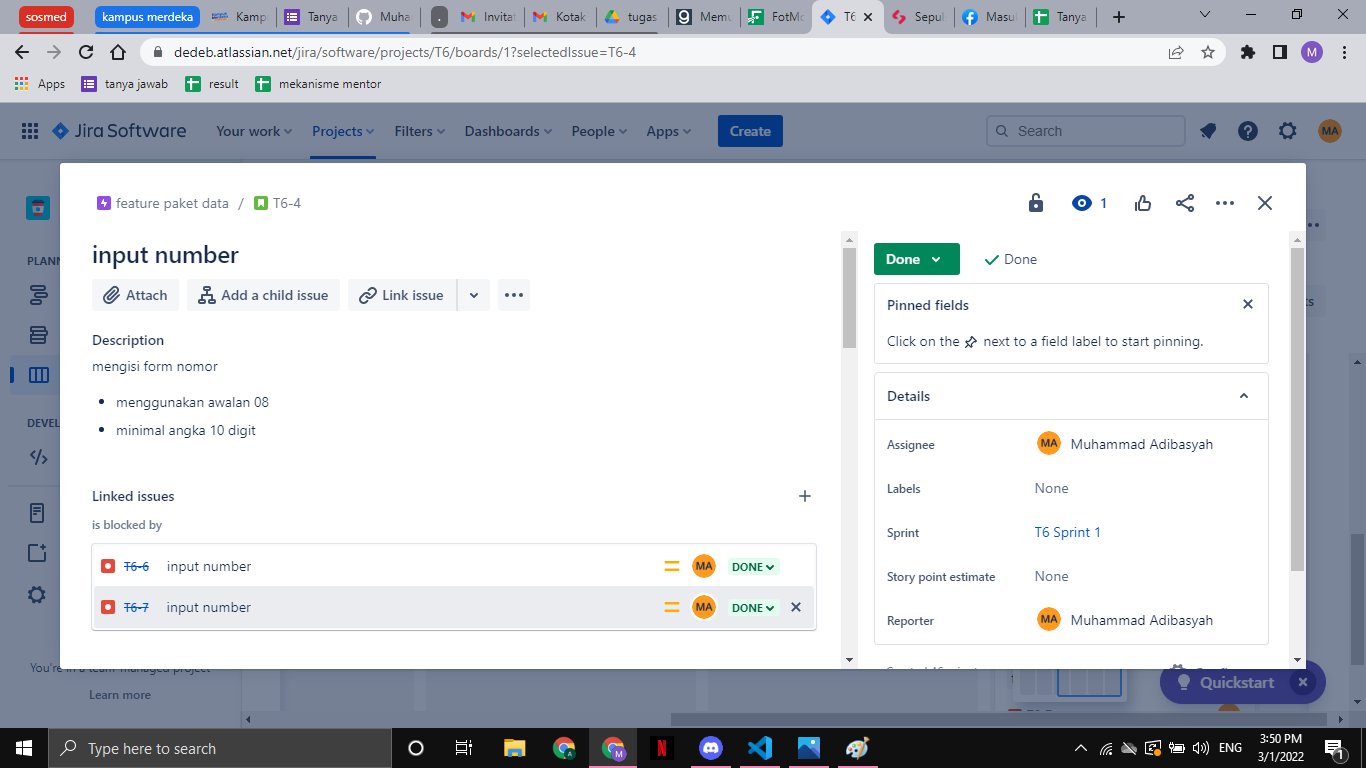 sosmed
kampus merdeka
Kamp
Tanya
Muha
.
Invitat
Kotak
tugas
Memu
FotMo
T6
Sepul
Masu
Tanya
dedeb.atlassian.net/jira/software/projects/T6/boards/1?selectedIssue=T6-4
M
Apps
tanya jawab
result
mekanisme mentor
Jira Software
Your work
Projects
Filters
Dashboards
People
Apps
Create
Search
MA
feature paket data / T6-4
1
input number
Done
Done
Attach
Add a child issue
Link issue
Pinned fields
Click on the next to a field label to start pinning.
PLANN
Description
mengisi form nomor
• menggunakan awalan 08
• minimal angka 10 digit
Details
DEVEL
Assignee
MA Muhammad Adibasyah
Labels
None
Linked issues
is blocked by
Sprint
T6 Sprint 1
T6-6 input number MA DONE
T6-7 input number MA DONE
Story point estimate
None
Reporter
MA Muhammad Adibasyah
You're in a team-managed project
Learn more
Quickstart
Type here to search
ENG
3:50 PM
3/1/2022
1